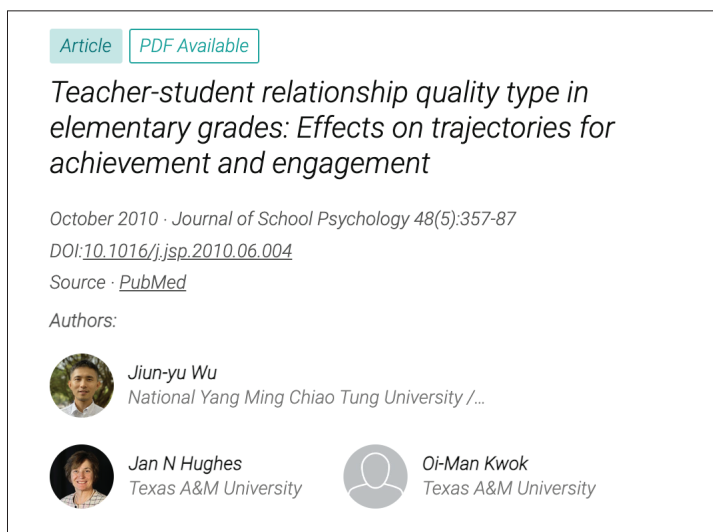 Article
PDF Available
Teacher-student relationship quality type in
elementary grades: Effects on trajectories for
achievement and engagement
October 2010 · Journal of School Psychology 48(5):357-87
DOI:10.1016/j.jsp.2010.06.004
Source · PubMed
Authors:
Jiun-yu Wu
National Yang Ming Chiao Tung University /...
Jan N Hughes
Texas A&M University
Oi-Man Kwok
Texas A&M University